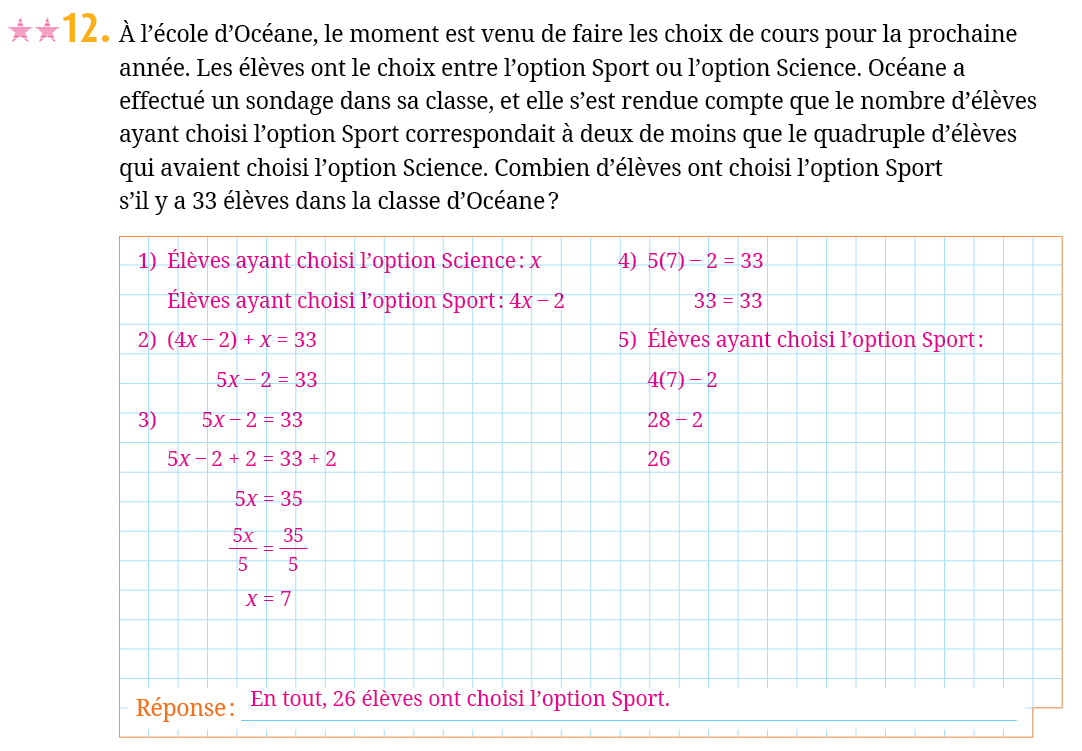 ★★12. À l’école d’Océane, le moment est venu de faire les choix de cours pour la prochaine
année. Les élèves ont le choix entre l’option Sport ou l’option Science. Océane a
effectué un sondage dans sa classe, et elle s’est rendue compte que le nombre d’élèves
ayant choisi l’option Sport correspondait à deux de moins que le quadruple d’élèves
qui avaient choisi l’option Science. Combien d’élèves ont choisi l’option Sport
s’il y a 33 élèves dans la classe d’Océane ?
1) Élèves ayant choisi l’option Science : x
Élèves ayant choisi l’option Sport : 4x – 2
2) (4x – 2) + x = 33
5x – 2 = 33
3) 5x – 2 = 33
5x – 2 + 2 = 33 + 2
5x = 35
5x/5 = 35/5
x = 7
4) 5(7) – 2 = 33
33 = 33
5) Élèves ayant choisi l’option Sport :
4(7) – 2
28 – 2
26
Réponse : En tout, 26 élèves ont choisi l’option Sport.